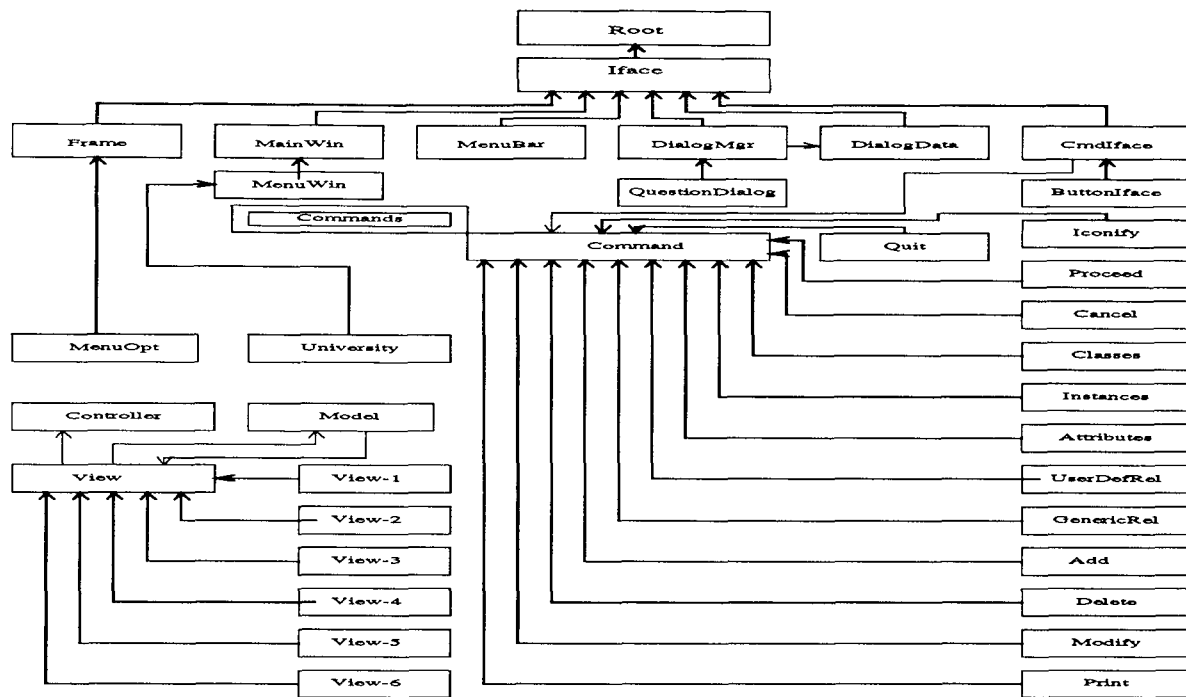 Root
Iface
Frame
MainWin
MenuBar
DialogMgr
DialogData
CmdIface
MenuWin
QuestionDialog
ButtonIface
Commands
Command
Quit
Iconify
Proceed
Cancel
MenuOpt
University
Classes
Instances
Controller
Model
Attributes
View
View-1
UserDefRel
View-2
GenericRel
View-3
Add
View-4
Delete
View-5
Modify
View-6
Print